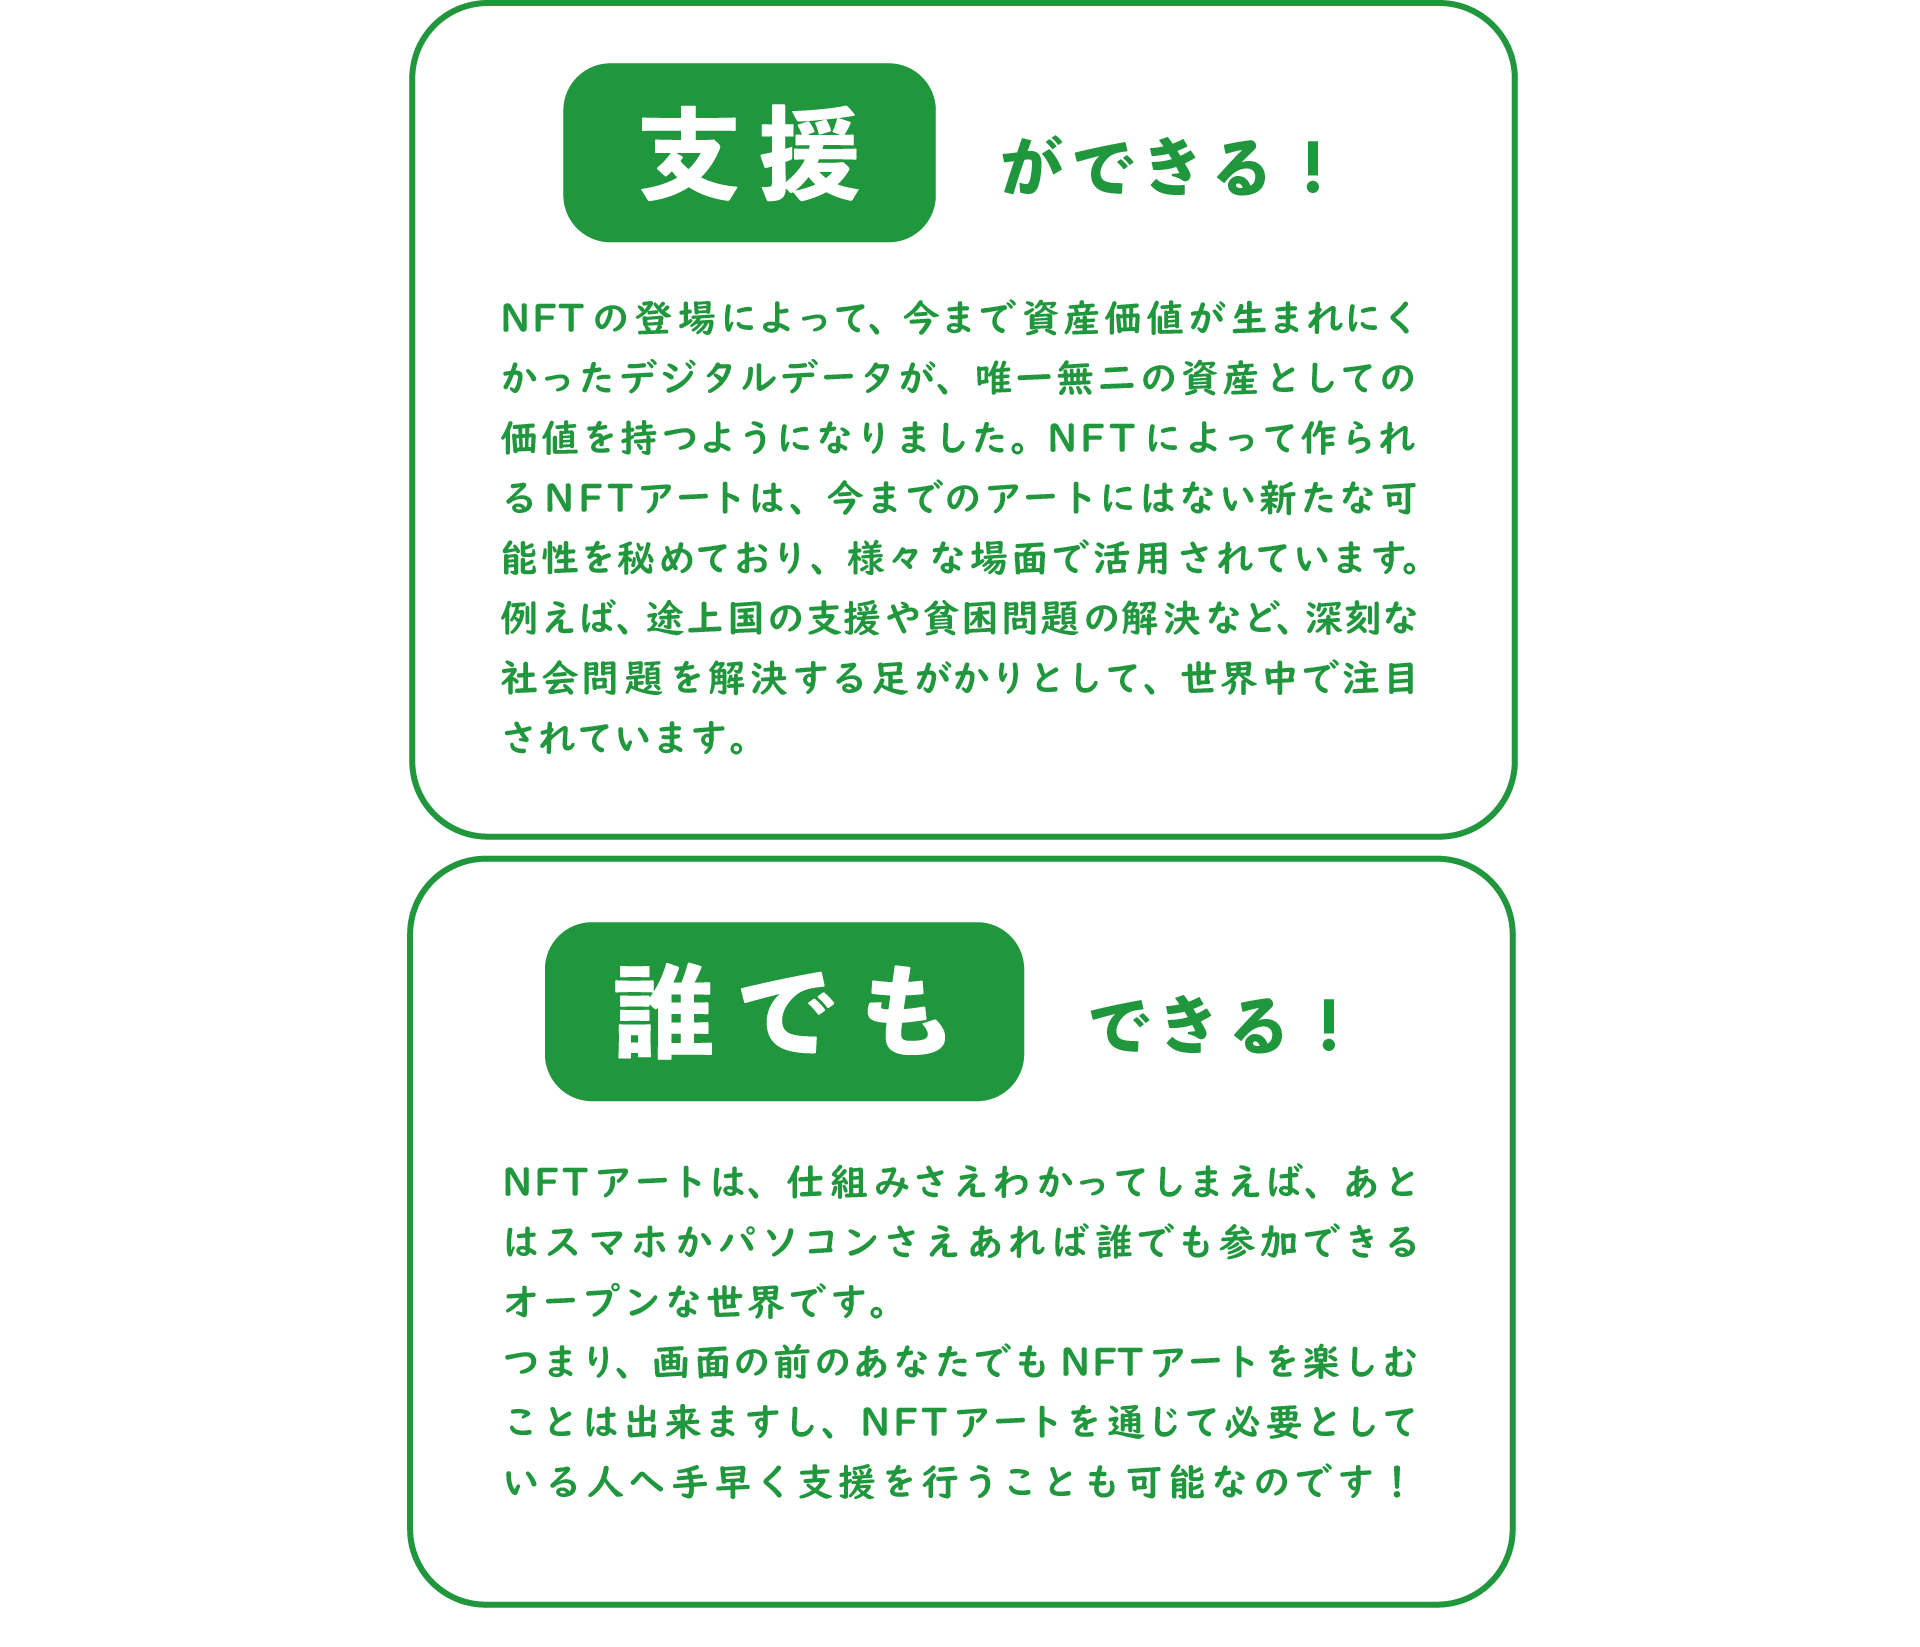 支援ができる！
NFTの登場によって、今まで資産価値が生まれにく
かったデジタルデータが、唯一無二の資産としての
価値を持つようになりました。NFTによって作られ
るNFTアートは、今までのアートにはない新たな可
能性を秘めており、様々な場面で活用されています。
例えば、途上国の支援や貧困問題の解決など、深刻な
社会問題を解決する足がかりとして、世界中で注目
されています。
誰でもできる！
NFTアートは、仕組みさえわかってしまえば、あと
はスマホかパソコンさえあれば誰でも参加できる
オープンな世界です。
つまり、画面の前のあなたでもNFTアートを楽しむ
ことは出来ますし、NFTアートを通じて必要として
いる人へ手早く支援を行うことも可能なのです！